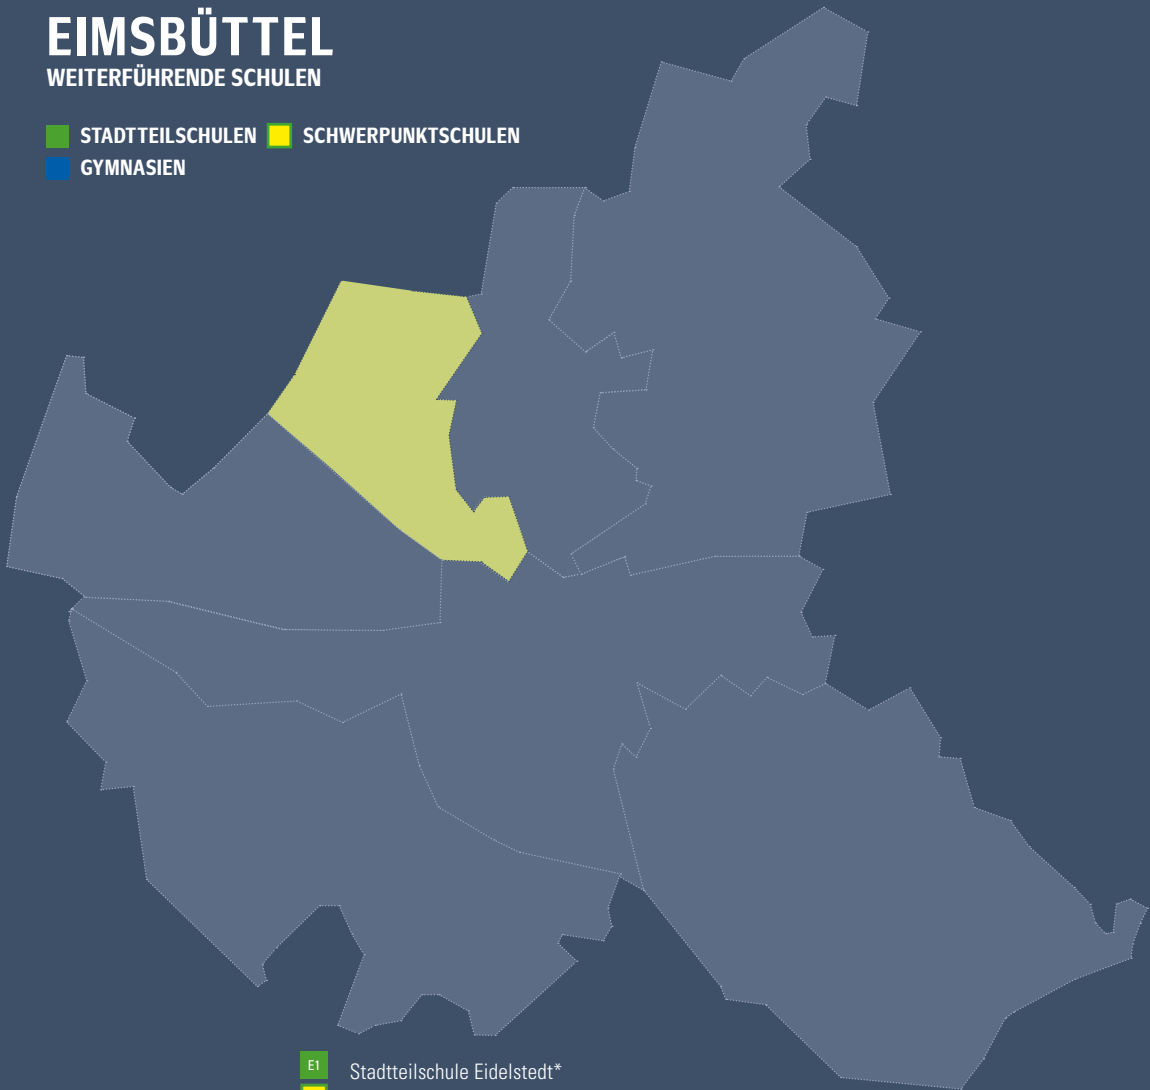 EIMSBÜTTEL
WEITERFÜHRENDE SCHULEN
STADTTEILSCHULEN SCHWERPUNKTSCHULEN
GYMNASIEN
E1 Stadtteilschule Eidelstedt*